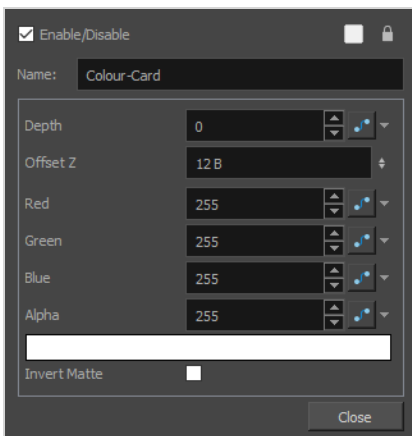 Enable/Disable
Name: Colour-Card
Depth 0
Offset Z 12 B
Red 255
Green 255
Blue 255
Alpha 255
Invert Matte
Close